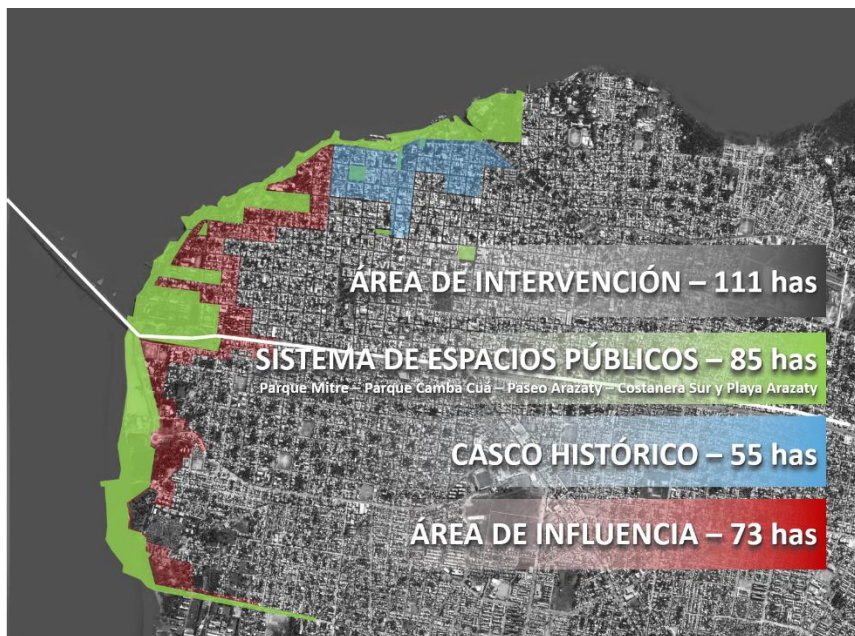 ÁREA DE INTERVENCIÓN – 111 has
SISTEMA DE ESPACIOS PÚBLICOS – 85 has
Parque Mitre – Parque Camba Cuá – Paseo Arazaty – Costanera Sur y Playa Arazaty
CASCO HISTÓRICO – 55 has
ÁREA DE INFLUENCIA – 73 has